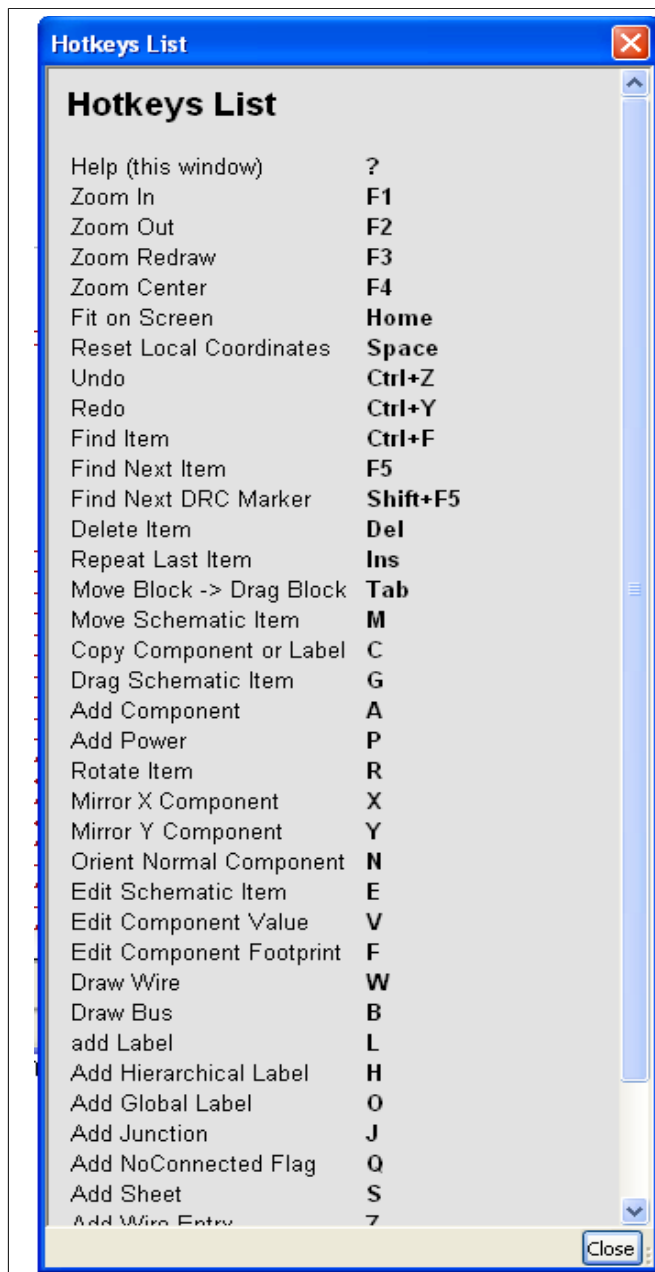 Hotkeys List
Hotkeys List
Help (this window) ?
Zoom In F1
Zoom Out F2
Zoom Redraw F3
Zoom Center F4
Fit on Screen Home
Reset Local Coordinates Space
Undo Ctrl+Z
Redo Ctrl+Y
Find Item Ctrl+F
Find Next Item F5
Find Next DRC Marker Shift+F5
Delete Item Del
Repeat Last Item Ins
Move Block -> Drag Block Tab
Move Schematic Item M
Copy Component or Label C
Drag Schematic Item G
Add Component A
Add Power P
Rotate Item R
Mirror X Component X
Mirror Y Component Y
Orient Normal Component N
Edit Schematic Item E
Edit Component Value V
Edit Component Footprint F
Draw Wire W
Draw Bus B
add Label L
Add Hierarchical Label H
Add Global Label O
Add Junction J
Add NoConnected Flag Q
Add Sheet S
Add Wire Entry Z
Close